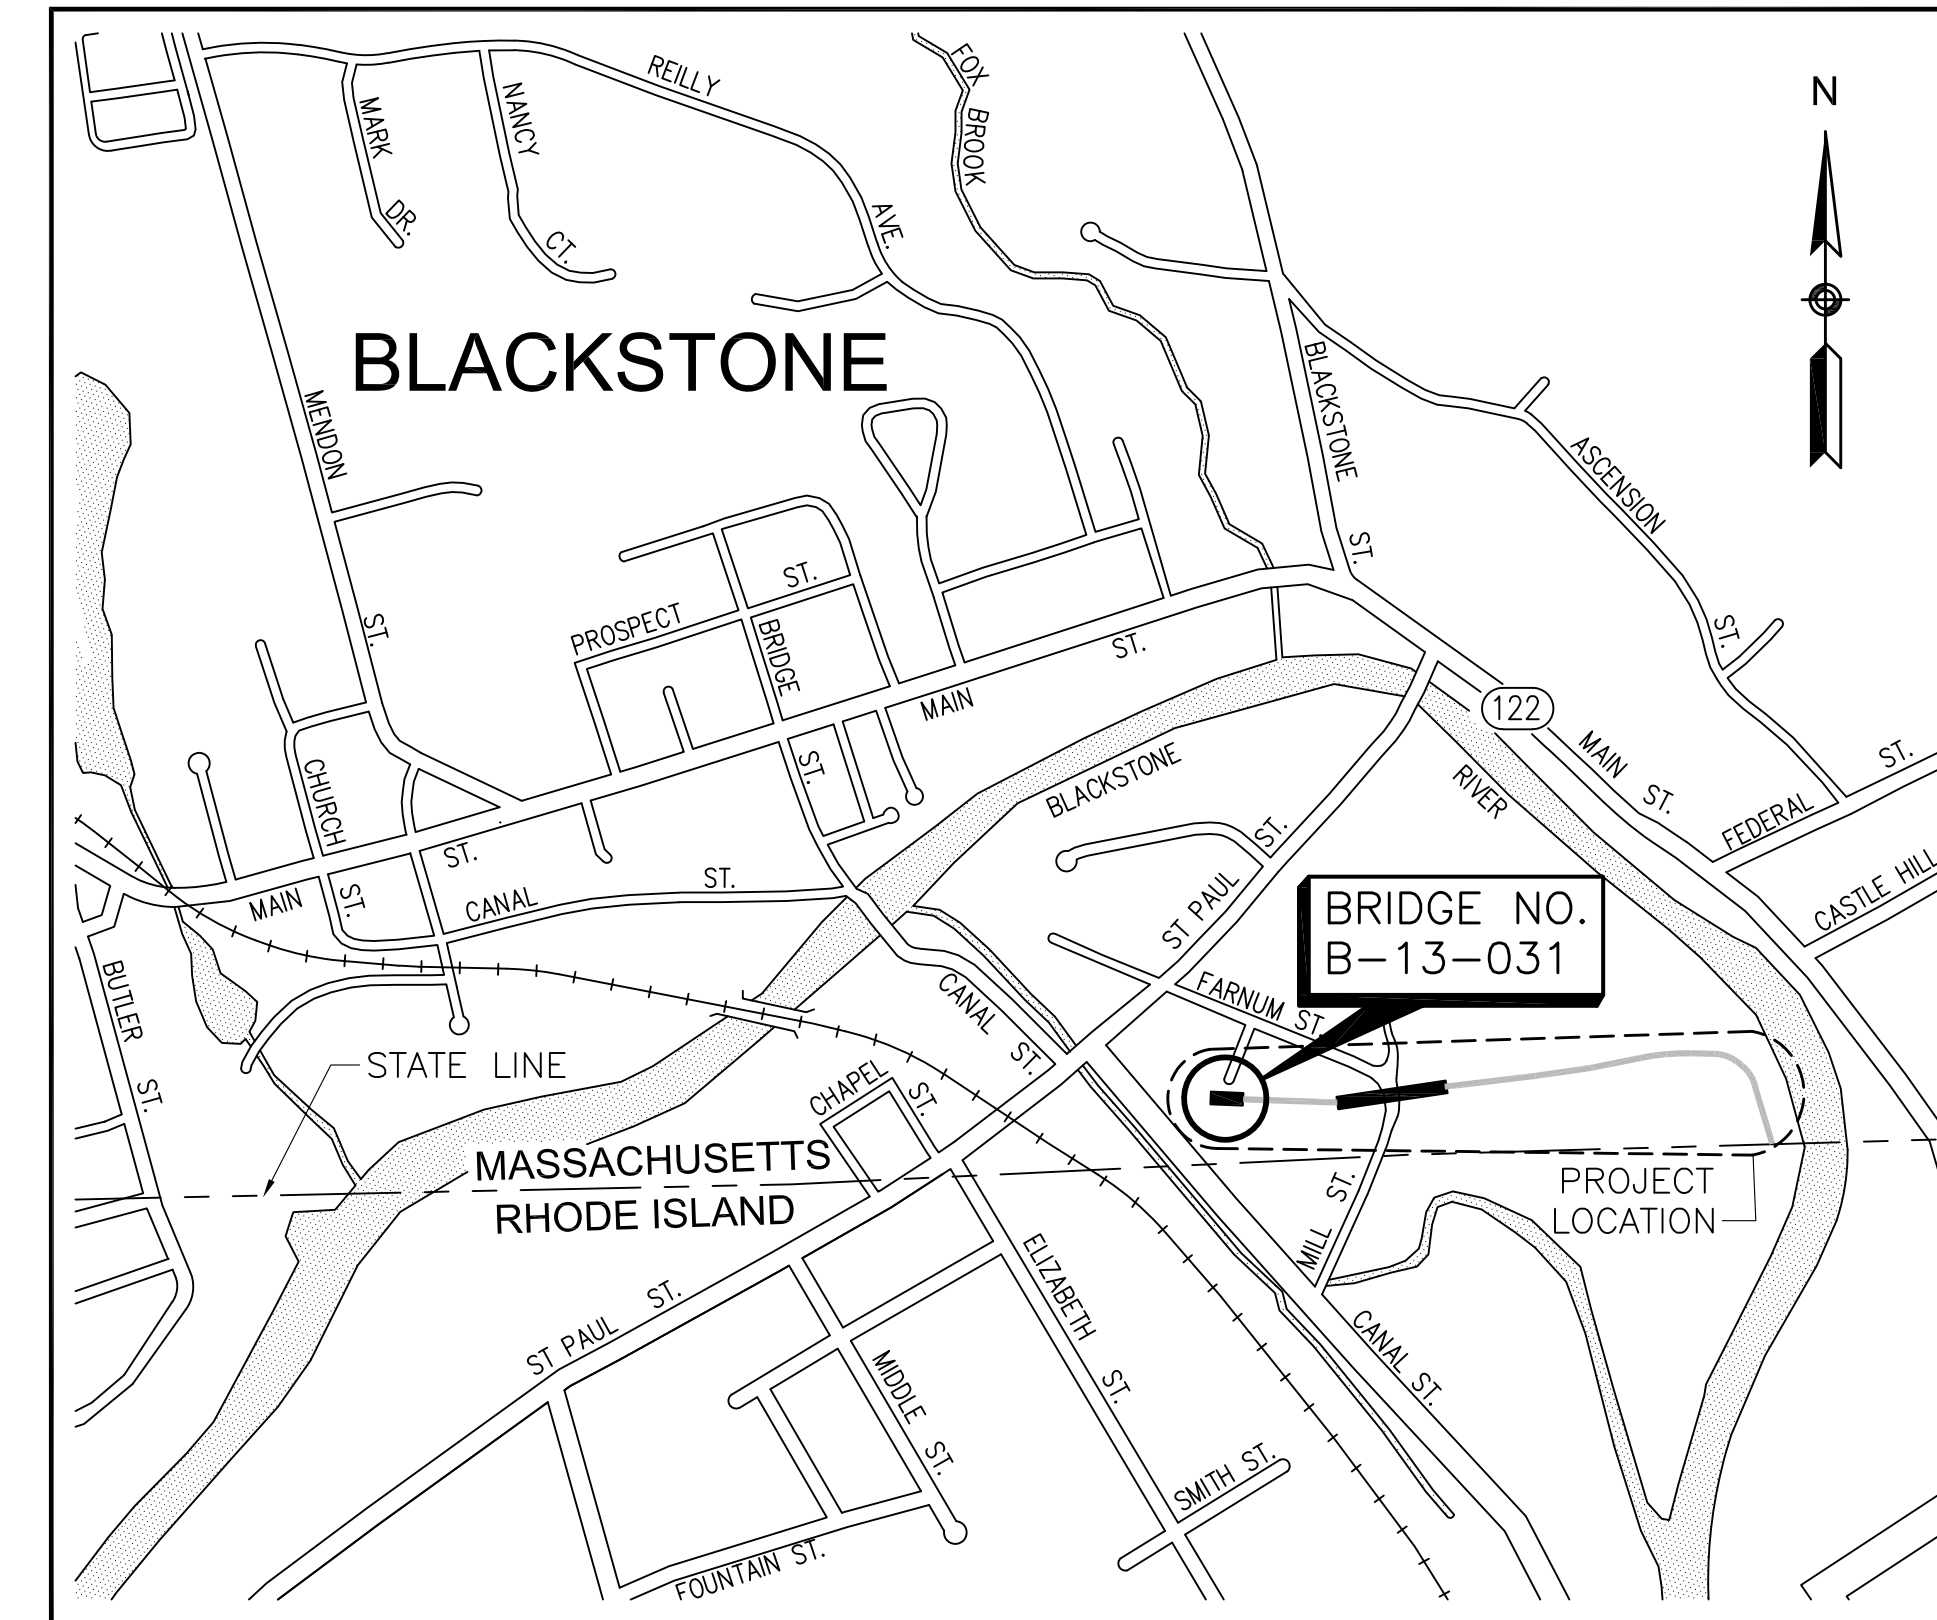 FOX
BROOK
REILLY
AVE.
N
MARK
DR.
NANCY
CT.
BLACKSTONE
MENDON
ST.
BLACKSTONE
ST.
ASCENSION
ST.
PROSPECT
ST.
BRIDGE
ST.
MAIN
ST.
122
MAIN
ST.
FEDERAL
ST.
CASTLE HILL
CHURCH
ST.
MAIN
ST.
CANAL
ST.
BLACKSTONE
RIVER
ST PAUL
ST.
BRIDGE NO.
B-13-031
BUTLER
ST.
CANAL
ST.
FARNUM ST.
STATE LINE
CHAPEL
ST.
MASSACHUSETTS
RHODE ISLAND
PROJECT
LOCATION
MILL
ST.
ST PAUL
ST.
ELIZABETH
ST.
CANAL ST.
MIDDLE
ST.
SMITH ST.
FOUNTAIN ST.